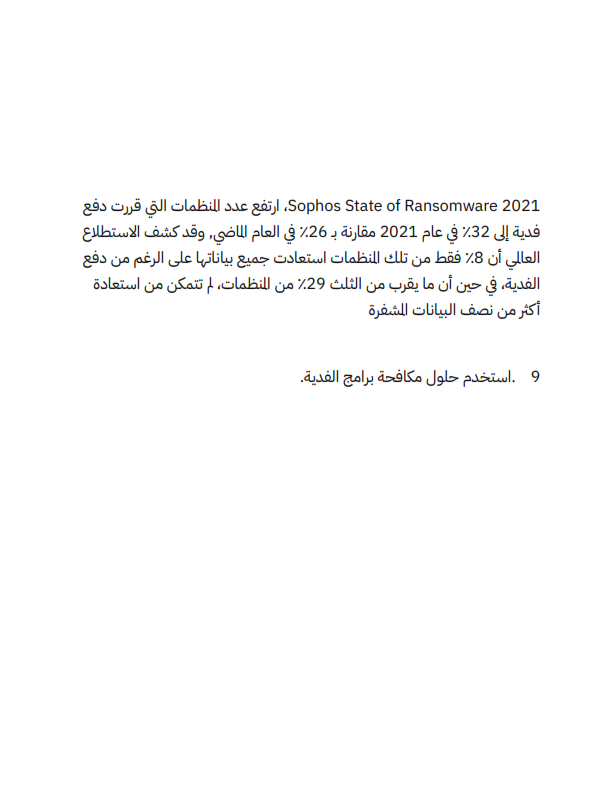 Sophos State of Ransomware 2021، ارتفع عدد المنظمات التي قررت دفع
فدية إلى 32٪ في عام 2021 مقارنة بـ 26٪ في العام الماضي, وقد كشف الاستطلاع
العالمي أن 8٪ فقط من تلك المنظمات استعادت جميع بياناتها على الرغم من دفع
الفدية، في حين أن ما يقرب من الثلث 29٪ من المنظمات، لم تتمكن من استعادة
أكثر من نصف البيانات المشفرة
9 .استخدم حلول مكافحة برامج الفدية.